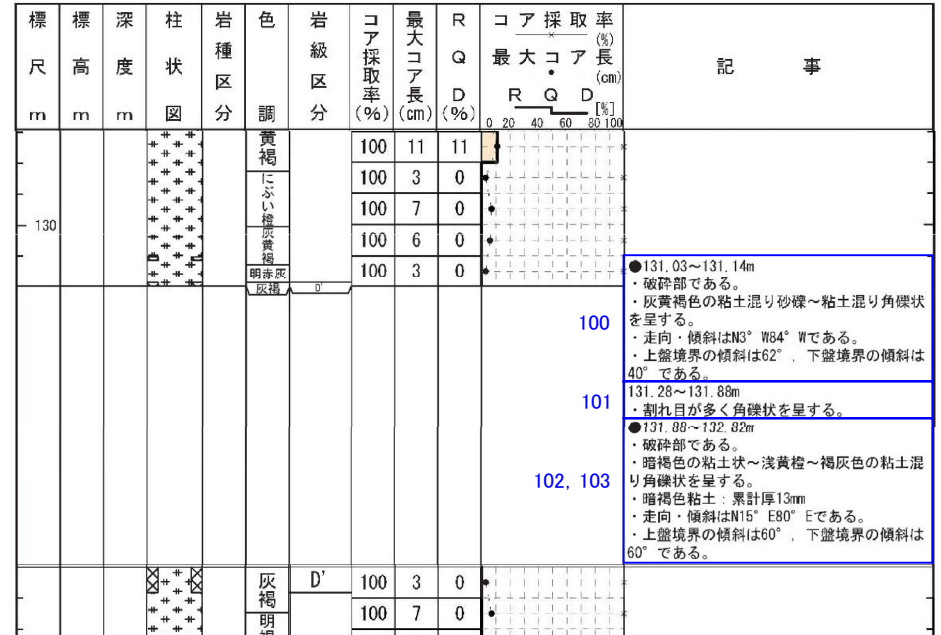 標尺m 標高m 深度m 柱状図 岩種区分 色調 岩級区分 コア採取率(%) 最大コア長(cm) RQD(%) コア採取率(%) 最大コア長(cm) RQD[%] 記事
0 20 40 60 80 100
黄褐 100 11 11
にぶい橙 100 3 0
100 7 0
130
灰黄褐 100 6 0
明赤灰 100 3 0
灰褐 D'
100
●131.03～131.14m
・破砕部である。
・灰黄褐色の粘土混り砂礫～粘土混り角礫状
を呈する。
・走向・傾斜はN3°W84°Wである。
・上盤境界の傾斜は62°, 下盤境界の傾斜は
40°である。
101
131.28～131.88m
・割れ目が多く角礫状を呈する。
102, 103
●131.88～132.82m
・破砕部である。
・暗褐色の粘土状～浅黄橙～褐灰色の粘土混
り角礫状を呈する。
・暗褐色粘土：累計厚13mm
・走向・傾斜はN15°E80°Eである。
・上盤境界の傾斜は60°, 下盤境界の傾斜は
60°である。
灰褐 D' 100 3 0
明 100 7 0